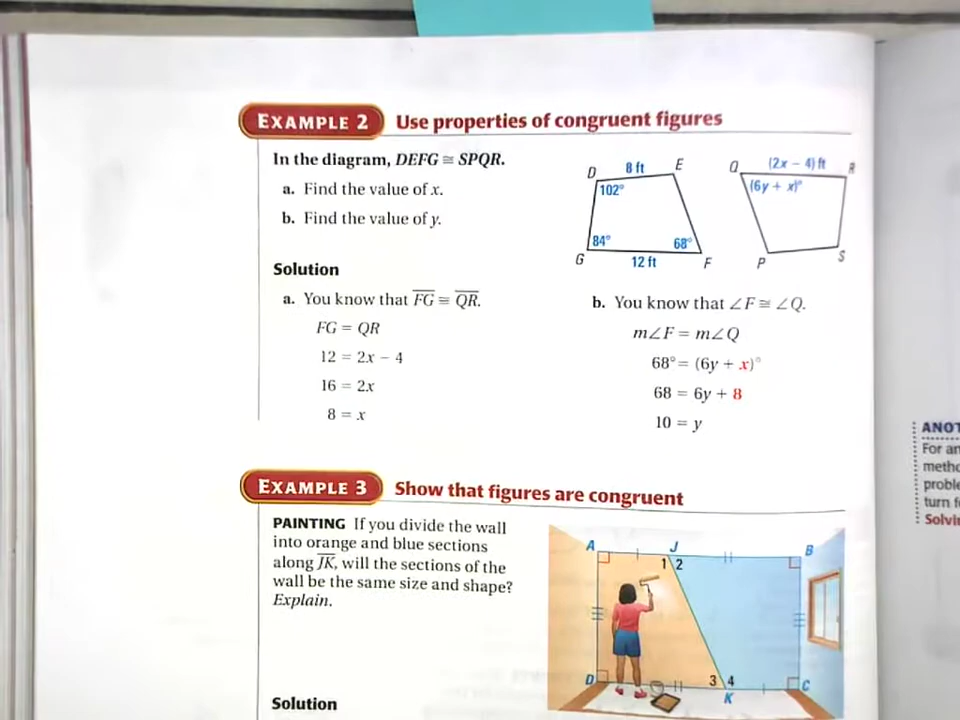 EXAMPLE 2 Use properties of congruent figures
In the diagram, DEFG ≅ SPQR.
a. Find the value of x.
b. Find the value of y.
D 8 ft E
102°
84° 68°
G 12 ft F
Q (2x − 4) ft R
(6y + x)°
P S
Solution
a. You know that F͞G ≅ Q͞R.
FG = QR
12 = 2x − 4
16 = 2x
8 = x
b. You know that ∠F ≅ ∠Q.
m∠F = m∠Q
68° = (6y + x)°
68 = 6y + 8
10 = y
EXAMPLE 3 Show that figures are congruent
PAINTING If you divide the wall
into orange and blue sections
along J͞K, will the sections of the
wall be the same size and shape?
Explain.
A J B
1 2
D 3 4 C
K
Solution
ANOT
For an
metho
proble
turn f
Solvi